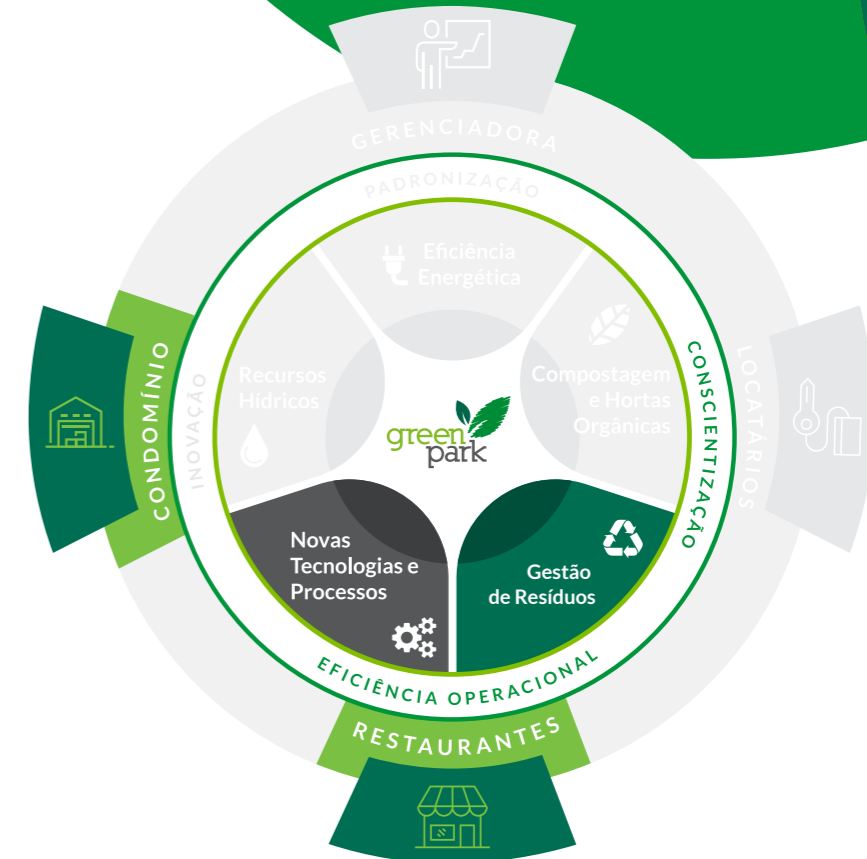 GERENCIADORA
PADRONIZAÇÃO
Eficiência
Energética
Recursos
Hídricos
Compostagem
e Hortas
Orgânicas
CONDOMÍNIO
INOVAÇÃO
green
park
CONSCIENTIZAÇÃO
LOCATÁRIOS
Novas
Tecnologias e
Processos
Gestão
de Resíduos
EFICIÊNCIA OPERACIONAL
RESTAURANTES